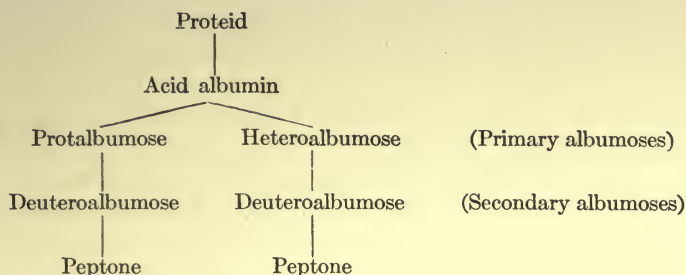 Proteid
Acid albumin
Protalbumose Heteroalbumose (Primary albumoses)
Deuteroalbumose Deuteroalbumose (Secondary albumoses)
Peptone Peptone